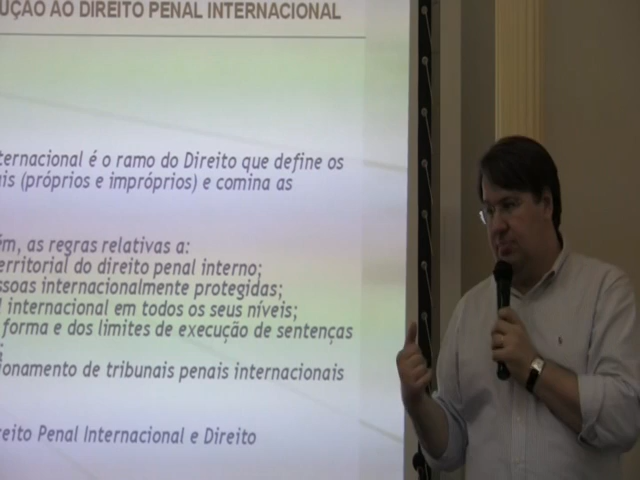 UÇÃO AO DIREITO PENAL INTERNACIONAL
ternacional é o ramo do Direito que define os
is (próprios e impróprios) e comina as
ém, as regras relativas a:
erritorial do direito penal interno;
ssoas internacionalmente protegidas;
l internacional em todos os seus níveis;
forma e dos limites de execução de sentenças
;
ionamento de tribunais penais internacionais
reito Penal Internacional e Direito